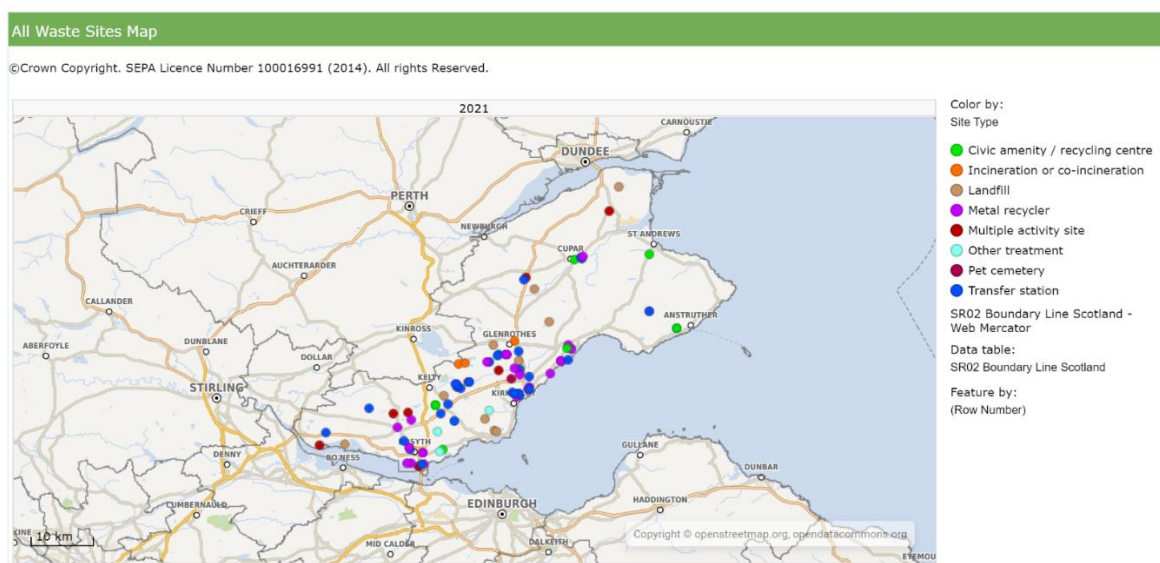 All Waste Sites Map
©Crown Copyright. SEPA Licence Number 100016991 (2014). All rights Reserved.
2021
Color by:
Site Type
Civic amenity / recycling centre
Incineration or co-incineration
Landfill
Metal recycler
Multiple activity site
Other treatment
Pet cemetery
Transfer station
SR02 Boundary Line Scotland -
Web Mercator
Data table:
SR02 Boundary Line Scotland
Feature by:
(Row Number)
CARNOUSTIE
DUNDEE
PERTH
CRIEFF
NEWBURGH
ST ANDREWS
CUPAR
AUCHTERARDER
CALLANDER
ANSTRUTHER
KINROSS
GLENROTHES
ABERFOYLE
DUNBLANE
DOLLAR
KELTY
STIRLING
GULLANE
DENNY
BO'NESS
DUNBAR
EDINBURGH
HADDINGTON
CUMBERNAULD
10 km
MID CALDER
DALKEITH
Copyright © openstreetmap.org, opendatacommons.org